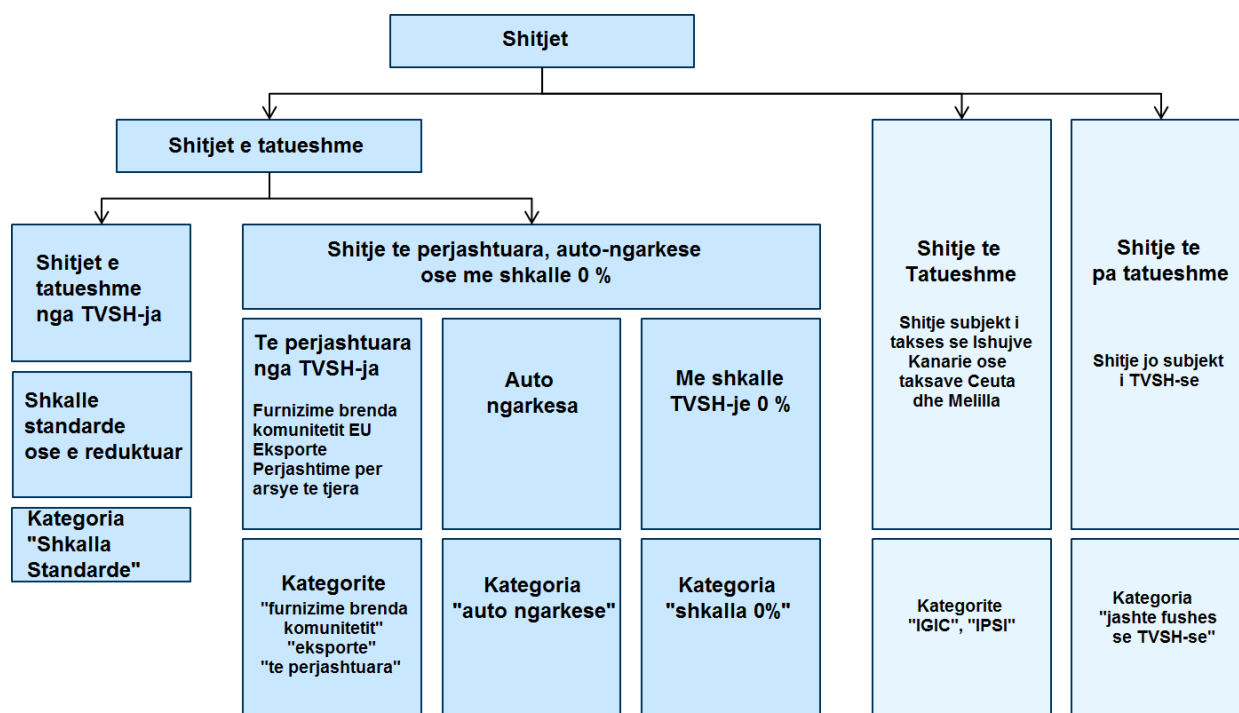 Shitjet
Shitjet e tatueshme
Shitjet e
tatueshme
nga TVSH-ja
Shkalle
standarde
ose e reduktuar
Kategoria
"Shkalla
Standarde"
Shitje te perjashtuara, auto-ngarkese
ose me shkalle 0 %
Te perjashtuara
nga TVSH-ja
Furnizime brenda
komunitetit EU
Eksporte
Perjashtime per
arsye te tjera
Kategorite
"furnizime brenda
komunitetit"
"eksporte"
"te perjashtuara"
Auto
ngarkesa
Kategoria
"auto ngarkese"
Me shkalle
TVSH-je 0 %
Kategoria
"shkalla 0%"
Shitje te
Tatueshme
Shitje subjekt i
takses se Ishujve
Kanarie ose
taksave Ceuta
dhe Melilla
Kategorite
"IGIC", "IPSI"
Shitje te
pa tatueshme
Shitje jo subjekt
i TVSH-se
Kategoria
"jashte fushes
se TVSH-se"